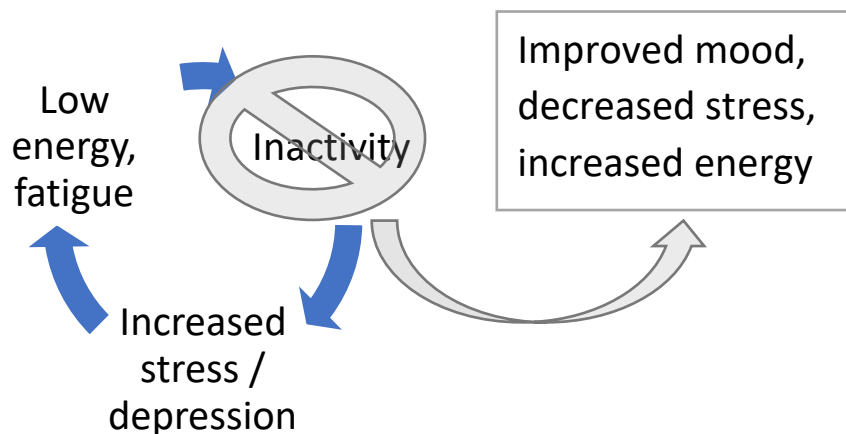 Low
energy,
fatigue
Inactivity
Increased
stress /
depression
Improved mood,
decreased stress,
increased energy